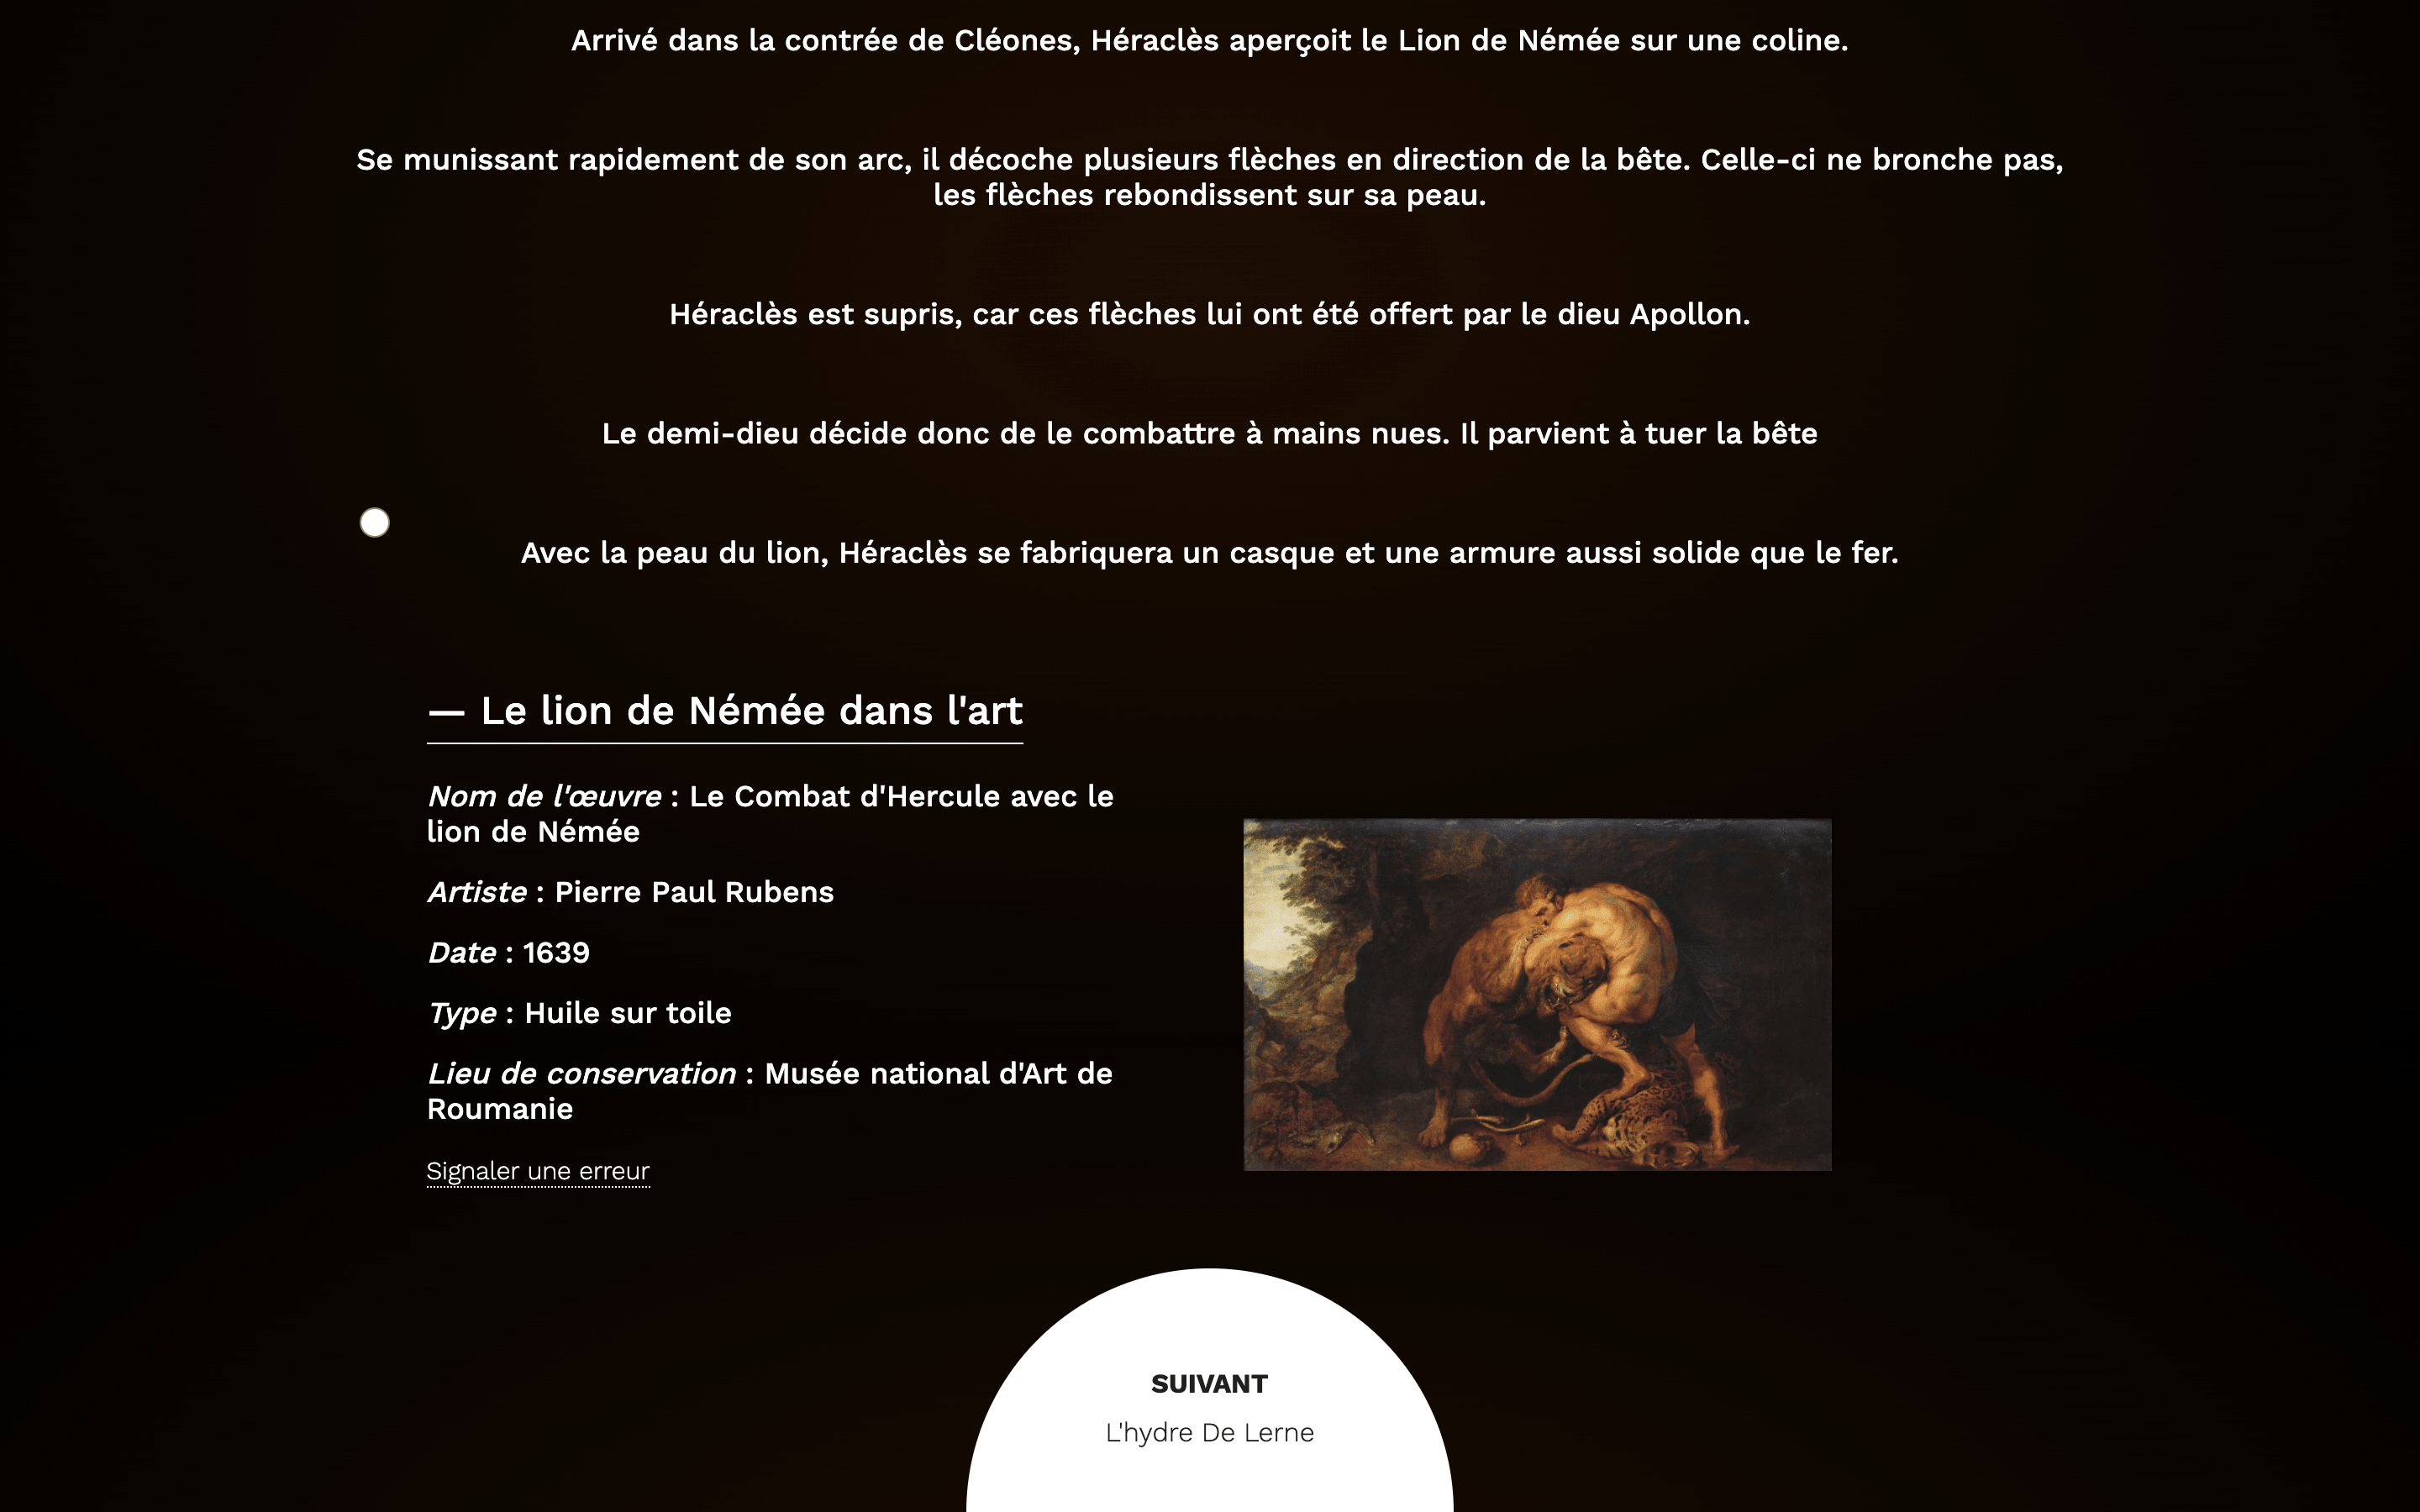 Arrivé dans la contrée de Cléones, Héraclès aperçoit le Lion de Némée sur une coline.
Se munissant rapidement de son arc, il décoche plusieurs flèches en direction de la bête. Celle-ci ne bronche pas,
les flèches rebondissent sur sa peau.
Héraclès est supris, car ces flèches lui ont été offert par le dieu Apollon.
Le demi-dieu décide donc de le combattre à mains nues. Il parvient à tuer la bête
Avec la peau du lion, Héraclès se fabriquera un casque et une armure aussi solide que le fer.
— Le lion de Némée dans l'art
Nom de l'œuvre : Le Combat d'Hercule avec le
lion de Némée
Artiste : Pierre Paul Rubens
Date : 1639
Type : Huile sur toile
Lieu de conservation : Musée national d'Art de
Roumanie
Signaler une erreur
SUIVANT
L'hydre De Lerne